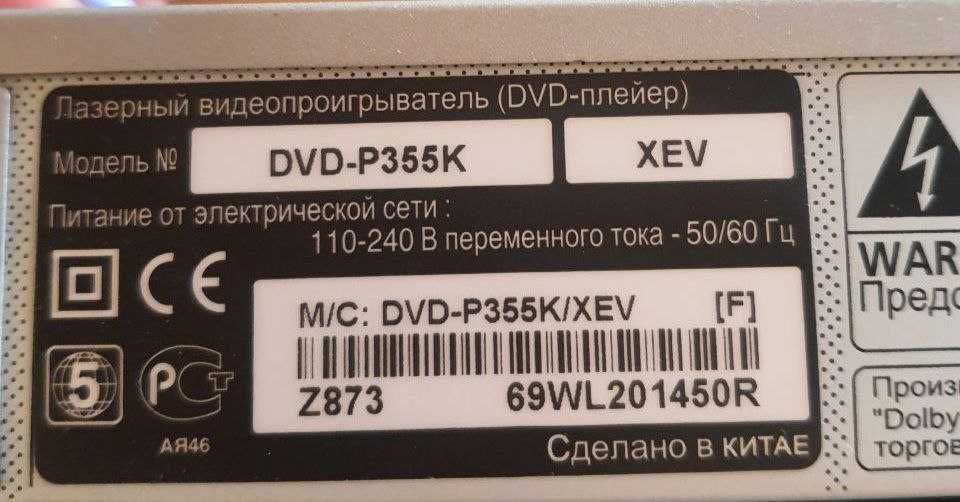 Лазерный видеопроигрыватель (DVD-плейер)
Модель № DVD-P355K XEV
Питание от электрической сети :
110-240 В переменного тока - 50/60 Гц
CE
M/C: DVD-P355K/XEV [F]
Z873 69WL201450R
5 РСТ
АЯ46
Сделано в КИТАЕ
WAR
Предо
Произ
"Dolby
торгов